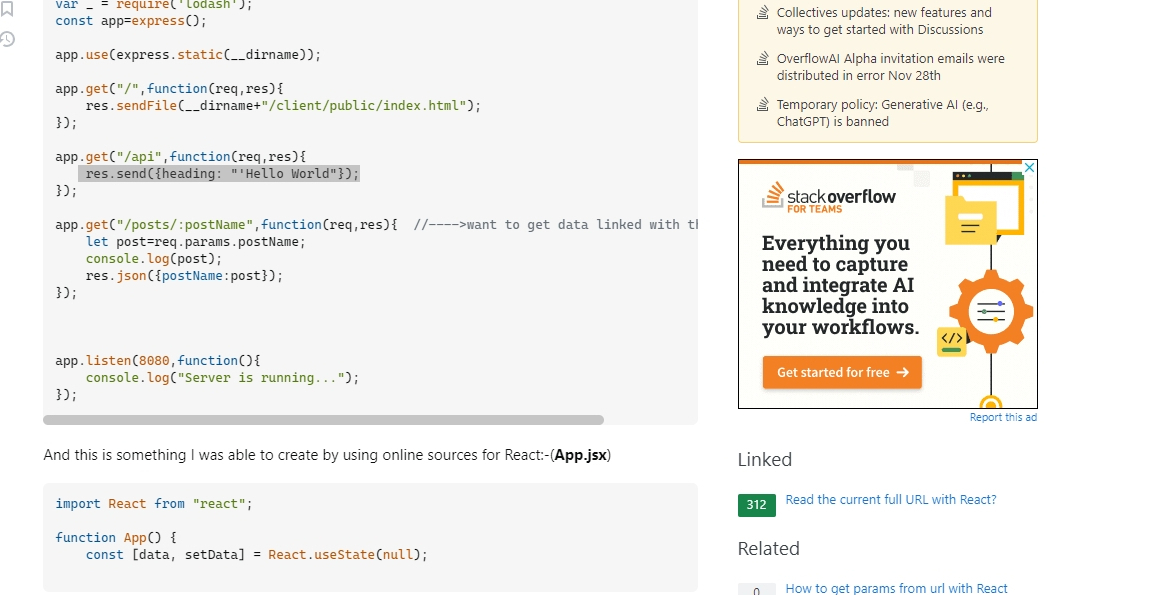 var _ = require('lodash');
const app=express();
app.use(express.static(__dirname));
app.get("/",function(req,res){
    res.sendFile(__dirname+"/client/public/index.html");
});
app.get("/api",function(req,res){
    res.send({heading: "'Hello World"});
});
app.get("/posts/:postName",function(req,res){  //---->want to get data linked with
    let post=req.params.postName;
    console.log(post);
    res.json({postName:post});
});
app.listen(8080,function(){
    console.log("Server is running...");
});
And this is something I was able to create by using online sources for React:-(App.jsx)
import React from "react";
function App() {
    const [data, setData] = React.useState(null);
Collectives updates: new features and
ways to get started with Discussions
OverflowAI Alpha invitation emails were
distributed in error Nov 28th
Temporary policy: Generative AI (e.g.,
ChatGPT) is banned
stackoverflow
FOR TEAMS
Everything you
need to capture
and integrate AI
knowledge into
your workflows.
</>
Get started for free →
Report this ad
Linked
312 Read the current full URL with React?
Related
0 How to get params from url with React